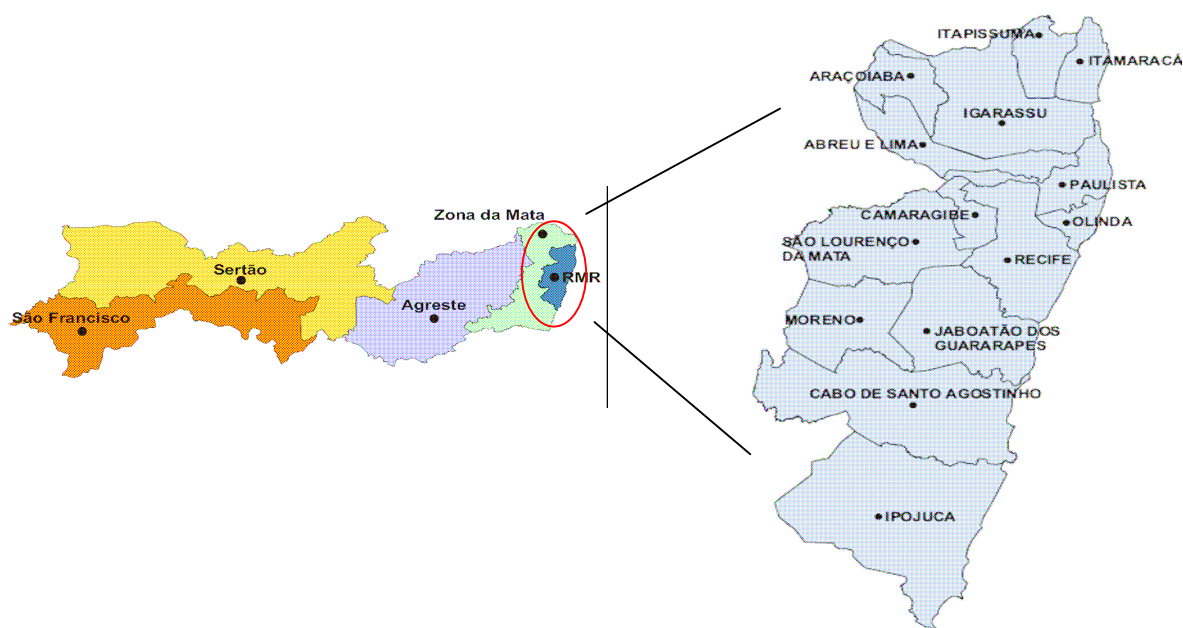 Zona da Mata
RMR
Sertão
Agreste
São Francisco
ITAPISSUMA
ITAMARACÁ
ARAÇOIABA
IGARASSU
ABREU E LIMA
PAULISTA
CAMARAGIBE
OLINDA
SÃO LOURENÇO
DA MATA
RECIFE
MORENO
JABOATÃO DOS
GUARARAPES
CABO DE SANTO AGOSTINHO
IPOJUCA